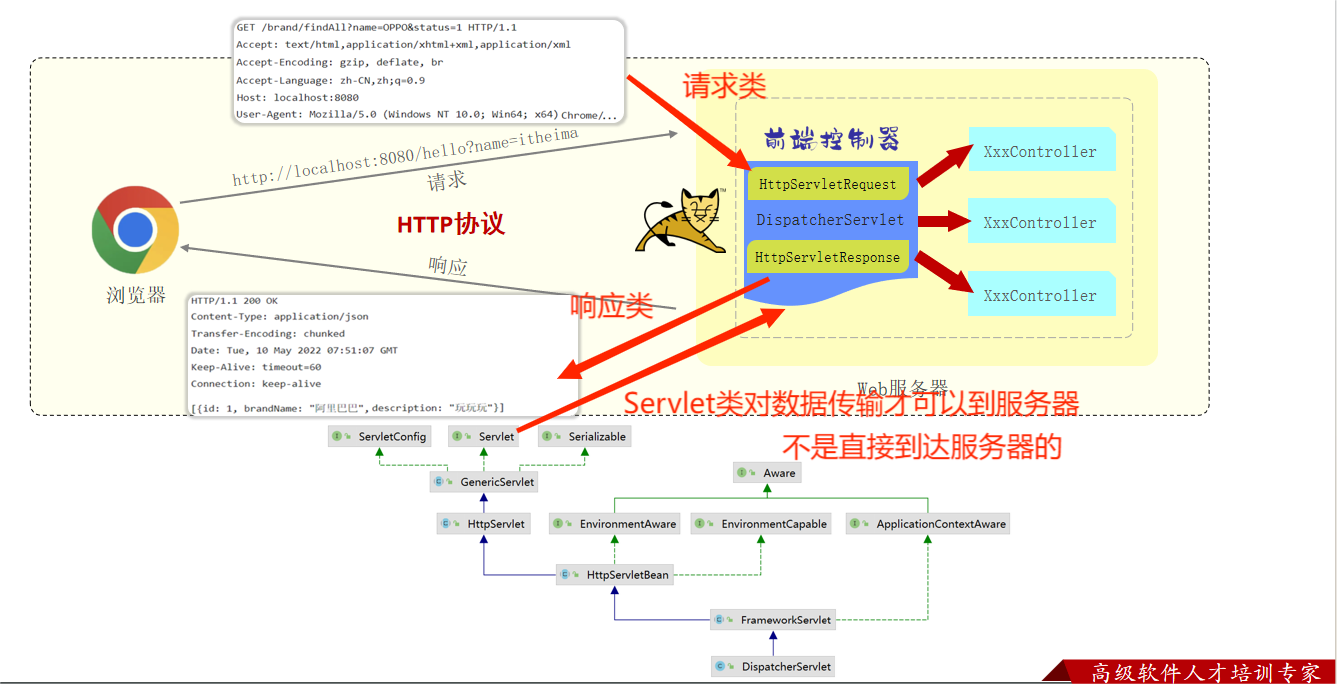 GET /brand/findAll?name=OPPO&status=1 HTTP/1.1
Accept: text/html,application/xhtml+xml,application/xml
Accept-Encoding: gzip, deflate, br
Accept-Language: zh-CN,zh;q=0.9
Host: localhost:8080
User-Agent: Mozilla/5.0 (Windows NT 10.0; Win64; x64) Chrome/...
请求类
前端控制器
http://localhost:8080/hello?name=itheima
请求
HTTP协议
响应
浏览器
TM
HttpServletRequest
DispatcherServlet
HttpServletResponse
XxxController
XxxController
XxxController
响应类
HTTP/1.1 200 OK
Content-Type: application/json
Transfer-Encoding: chunked
Date: Tue, 10 May 2022 07:51:07 GMT
Keep-Alive: timeout=60
Connection: keep-alive
[{id: 1, brandName: "阿里巴巴", description: "玩玩玩"}]
Web服务器
Servlet类对数据传输才可以到服务器
不是直接到达服务器的
I ServletConfig
I Servlet
I Serializable
C GenericServlet
I Aware
C HttpServlet
I EnvironmentAware
I EnvironmentCapable
I ApplicationContextAware
C HttpServletBean
C FrameworkServlet
C DispatcherServlet
高级软件人才培训专家